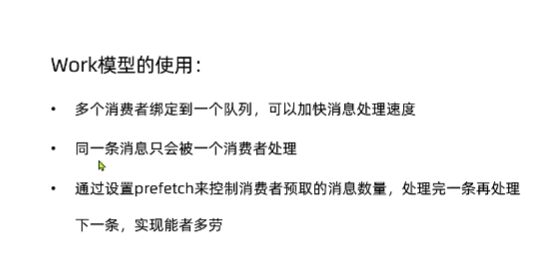 Work模型的使用：
• 多个消费者绑定到一个队列，可以加快消息处理速度
• 同一条消息只会被一个消费者处理
• 通过设置prefetch来控制消费者预取的消息数量，处理完一条再处理
下一条，实现能者多劳